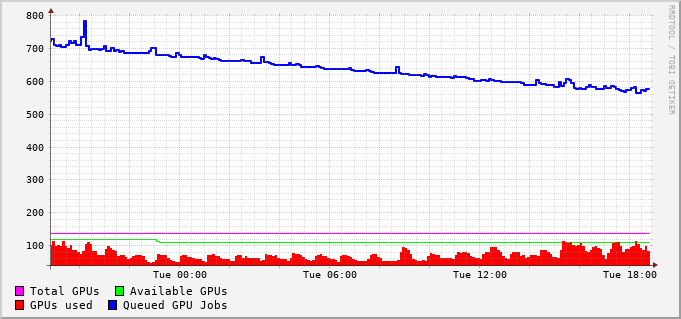 800
700
600
500
400
300
200
100
Tue 00:00 Tue 06:00 Tue 12:00 Tue 18:00
Total GPUs Available GPUs
GPUs used Queued GPU Jobs
RRDTOOL / TOBI OETIKER